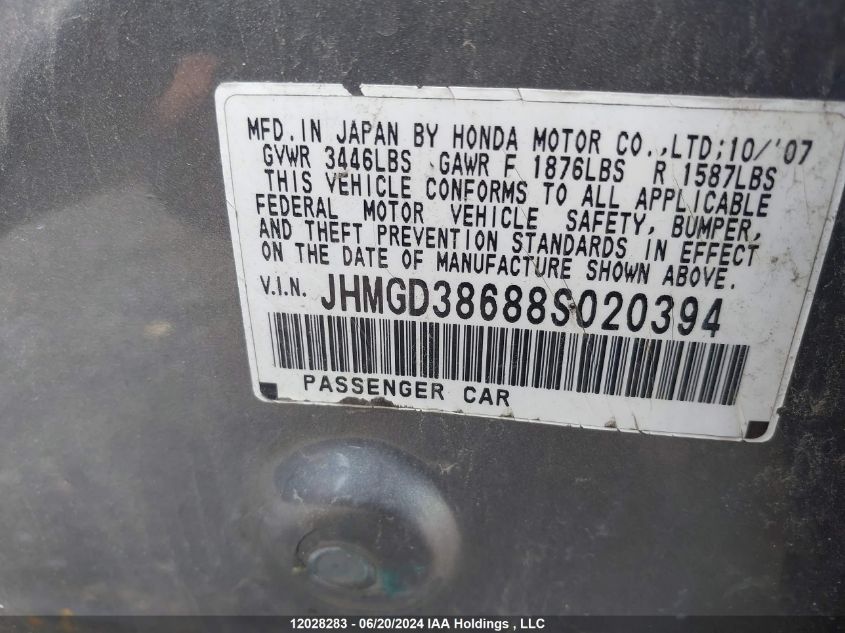 MFD. IN JAPAN BY HONDA MOTOR CO.,LTD;10/'07
GVWR 3446LBS GAWR F 1876LBS R 1587LBS
THIS VEHICLE CONFORMS TO ALL APPLICABLE
FEDERAL MOTOR VEHICLE SAFETY, BUMPER,
AND THEFT PREVENTION STANDARDS IN EFFECT
ON THE DATE OF MANUFACTURE SHOWN ABOVE.
V.I.N. JHMGD38688S020394
PASSENGER CAR
12028283 - 06/20/2024 IAA Holdings , LLC